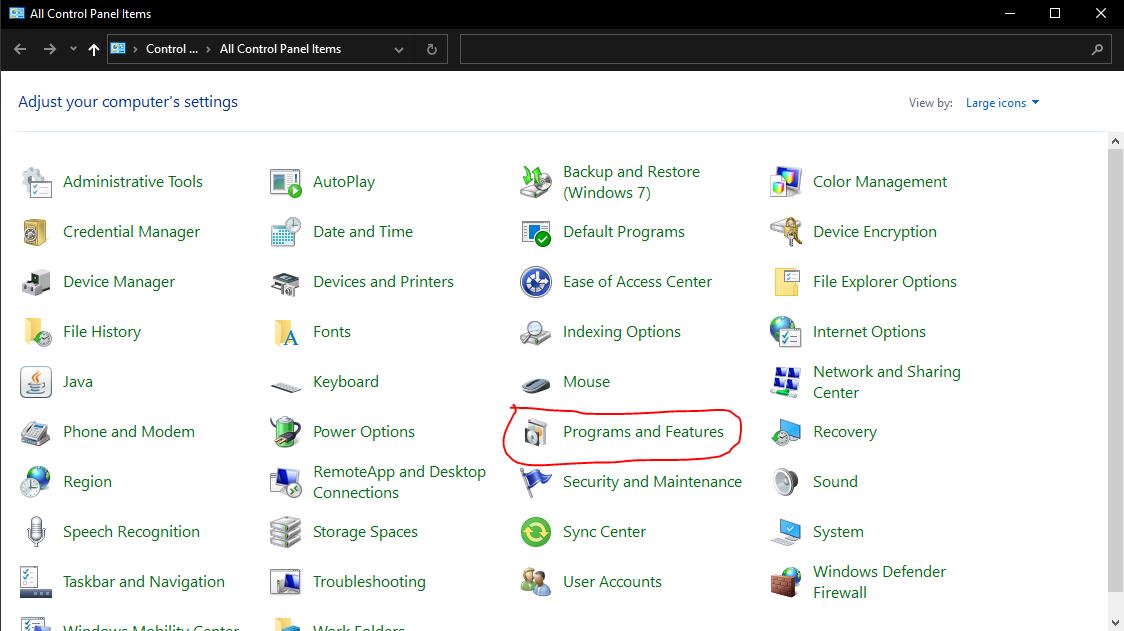 All Control Panel Items
Control ...
All Control Panel Items
Adjust your computer's settings
View by:
Large icons
Administrative Tools
AutoPlay
Backup and Restore
(Windows 7)
Color Management
Credential Manager
Date and Time
Default Programs
Device Encryption
Device Manager
Devices and Printers
Ease of Access Center
File Explorer Options
File History
Fonts
Indexing Options
Internet Options
Java
Keyboard
Mouse
Network and Sharing
Center
Phone and Modem
Power Options
Programs and Features
Recovery
Region
RemoteApp and Desktop
Connections
Security and Maintenance
Sound
Speech Recognition
Storage Spaces
Sync Center
System
Taskbar and Navigation
Troubleshooting
User Accounts
Windows Defender
Firewall
Windows Mobility Center
Work Folders